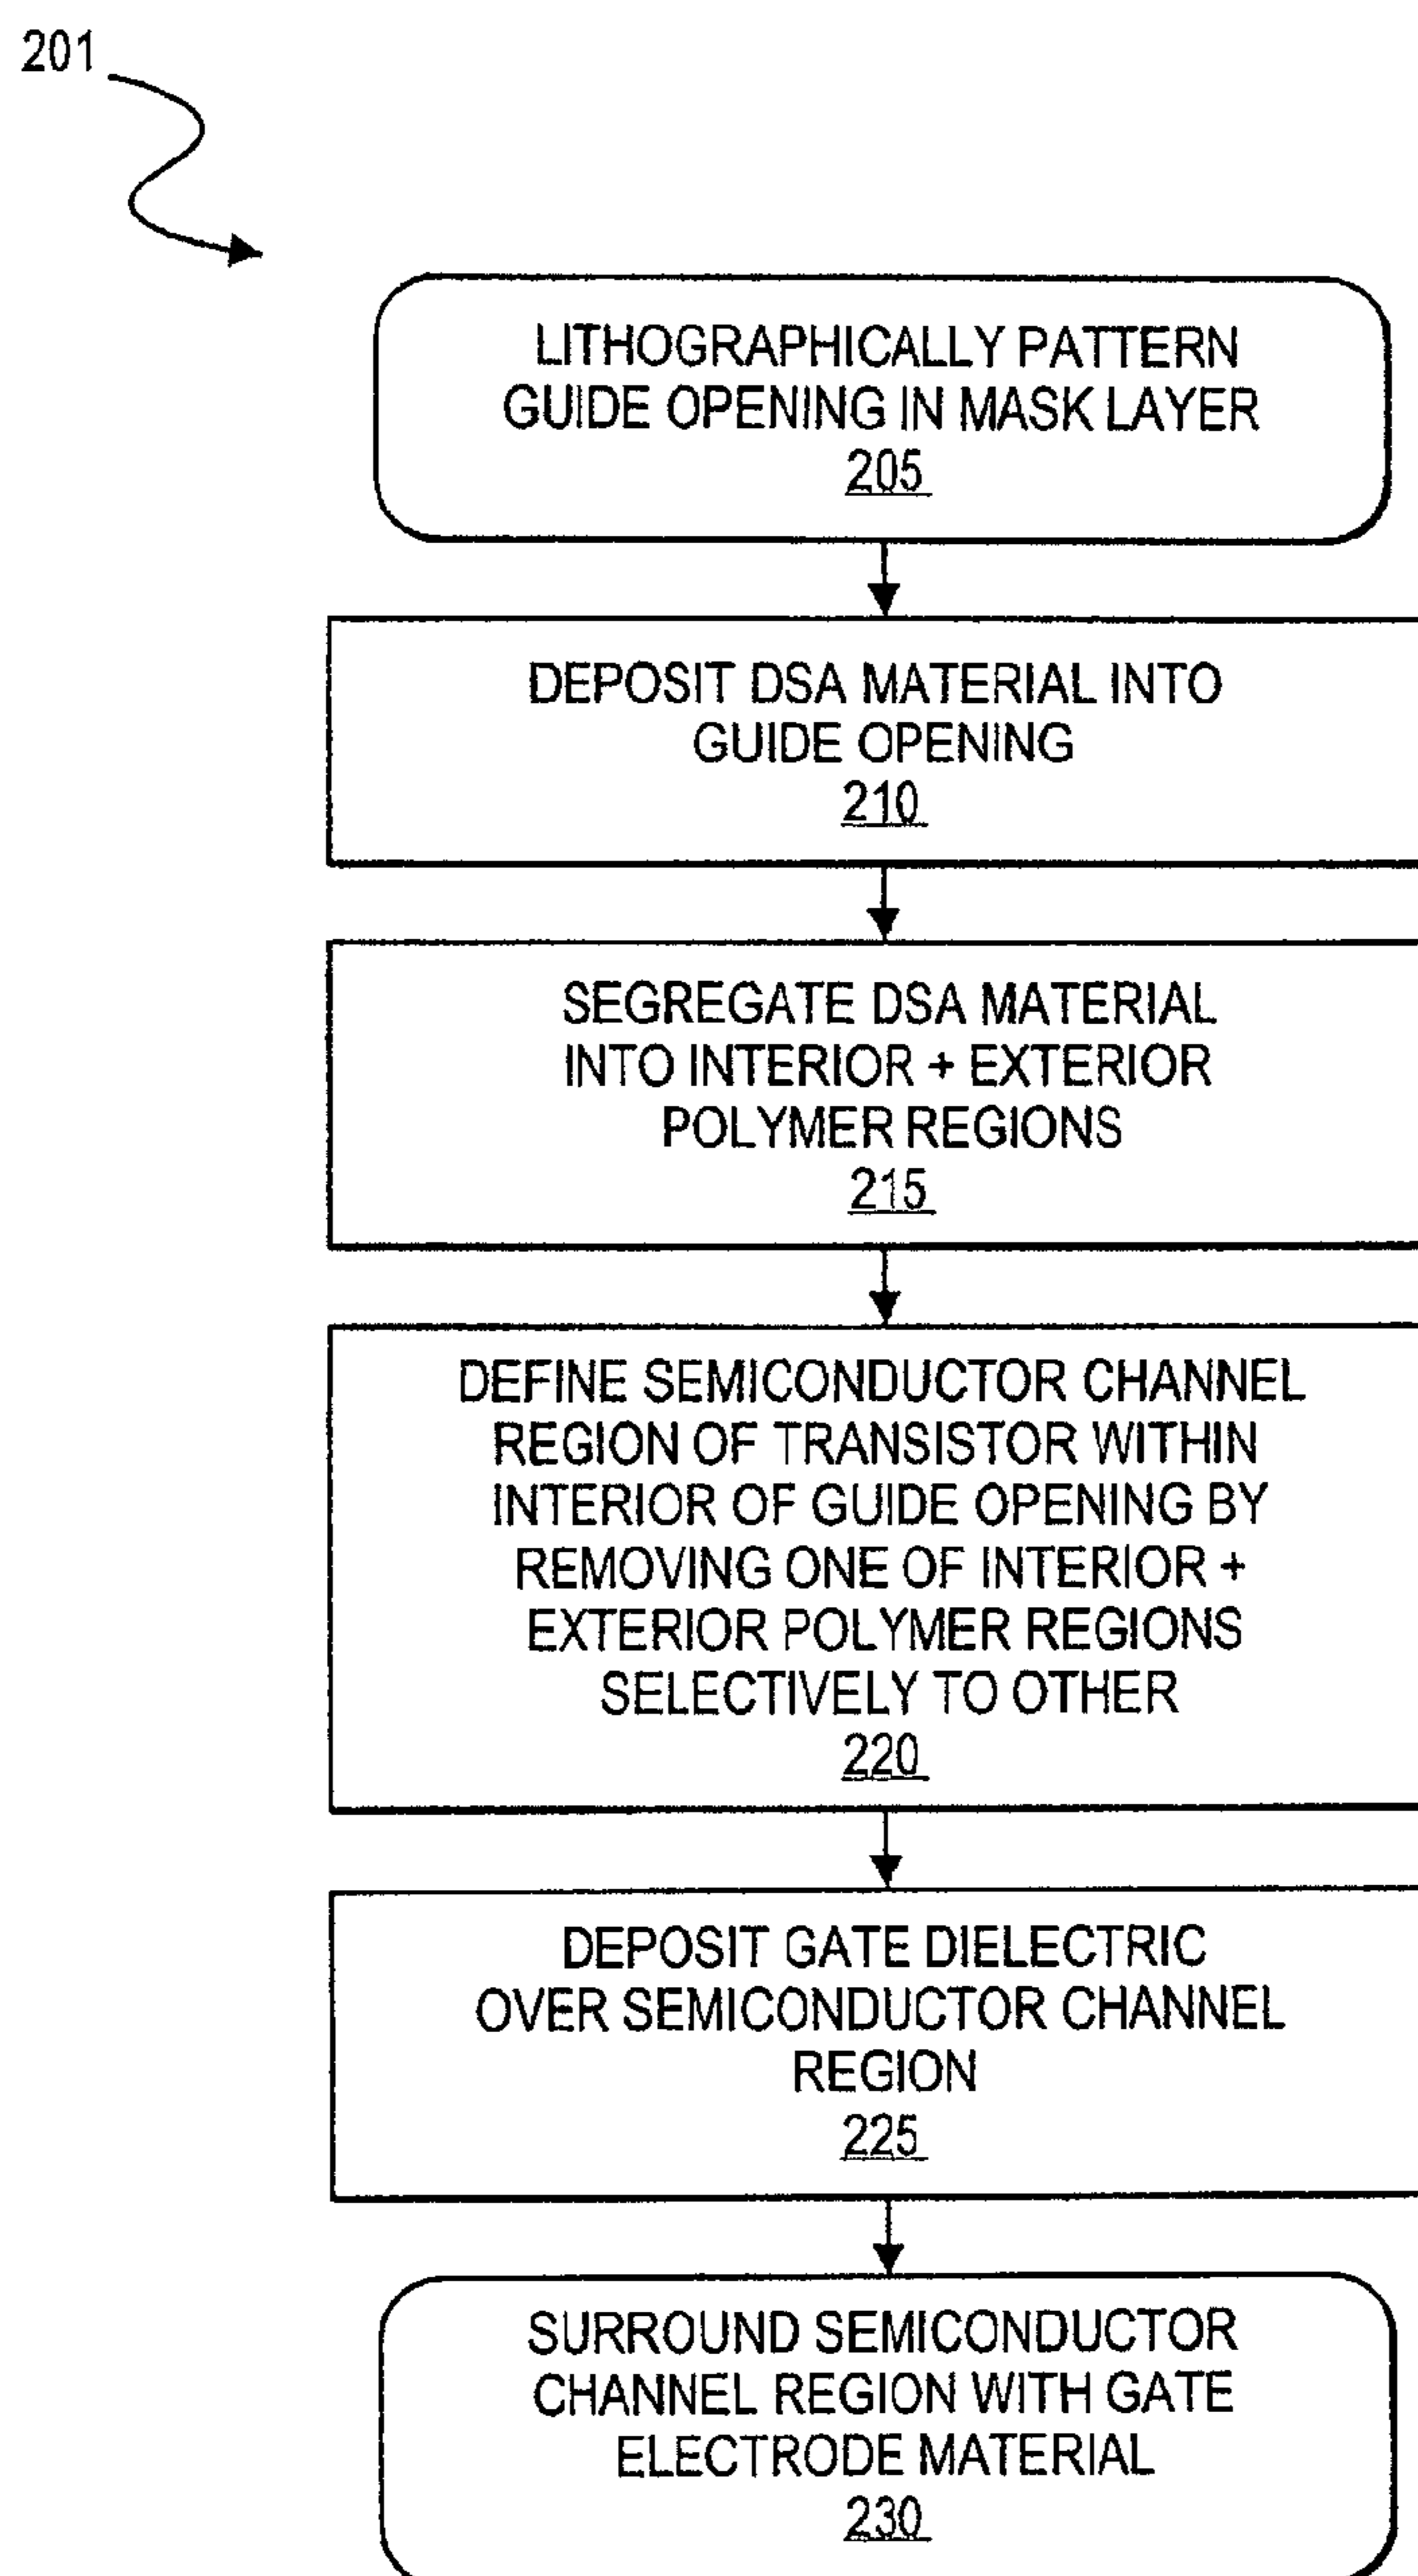 201
LITHOGRAPHICALLY PATTERN
GUIDE OPENING IN MASK LAYER
205
DEPOSIT DSA MATERIAL INTO
GUIDE OPENING
210
SEGREGATE DSA MATERIAL
INTO INTERIOR + EXTERIOR
POLYMER REGIONS
215
DEFINE SEMICONDUCTOR CHANNEL
REGION OF TRANSISTOR WITHIN
INTERIOR OF GUIDE OPENING BY
REMOVING ONE OF INTERIOR +
EXTERIOR POLYMER REGIONS
SELECTIVELY TO OTHER
220
DEPOSIT GATE DIELECTRIC
OVER SEMICONDUCTOR CHANNEL
REGION
225
SURROUND SEMICONDUCTOR
CHANNEL REGION WITH GATE
ELECTRODE MATERIAL
230